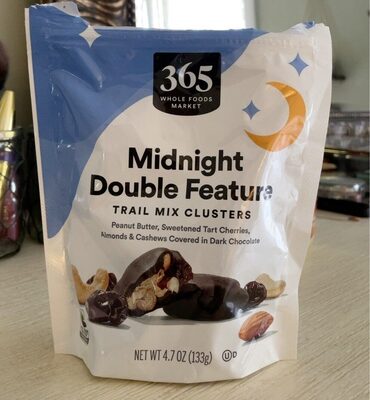 365
WHOLE FOODS
MARKET
Midnight
Double Feature
TRAIL MIX CLUSTERS
Peanut Butter, Sweetened Tart Cherries,
Almonds & Cashews Covered in Dark Chocolate
NET WT 4.7 OZ (133g) U D